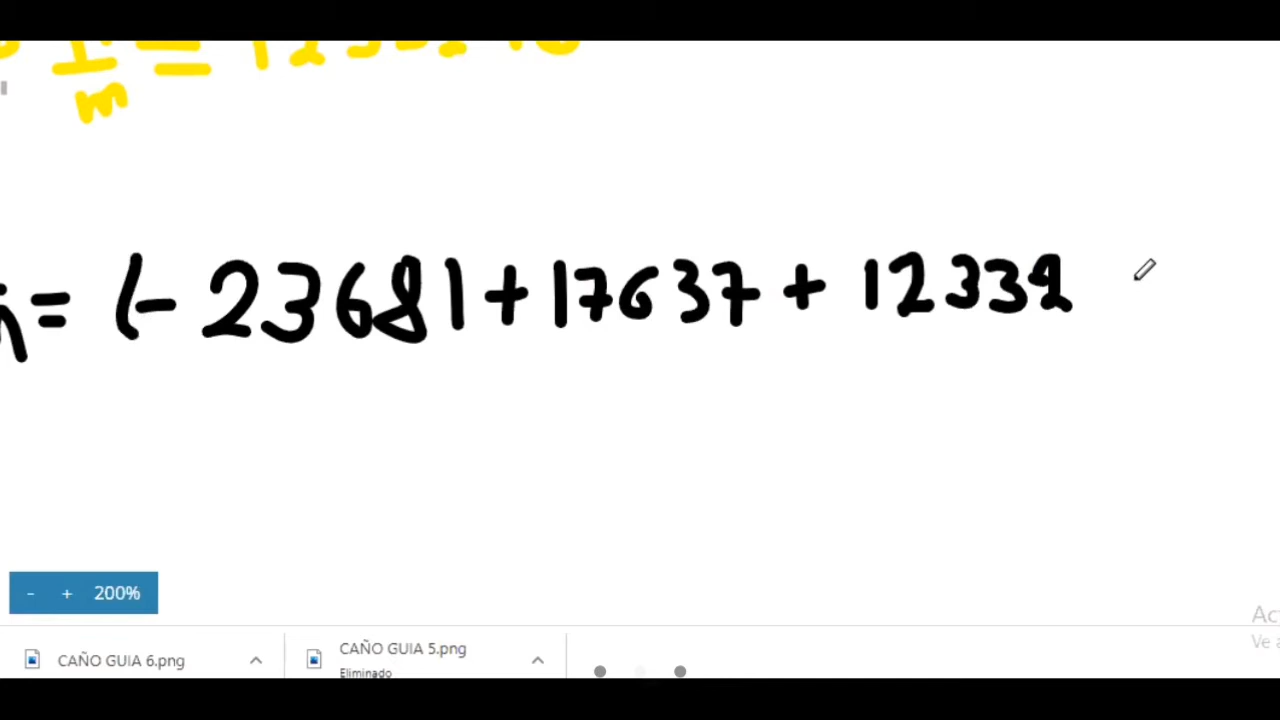 m
= (- 23681 + 17637 + 12332
- + 200%
CAÑO GUIA 6.png
CAÑO GUIA 5.png
Eliminado